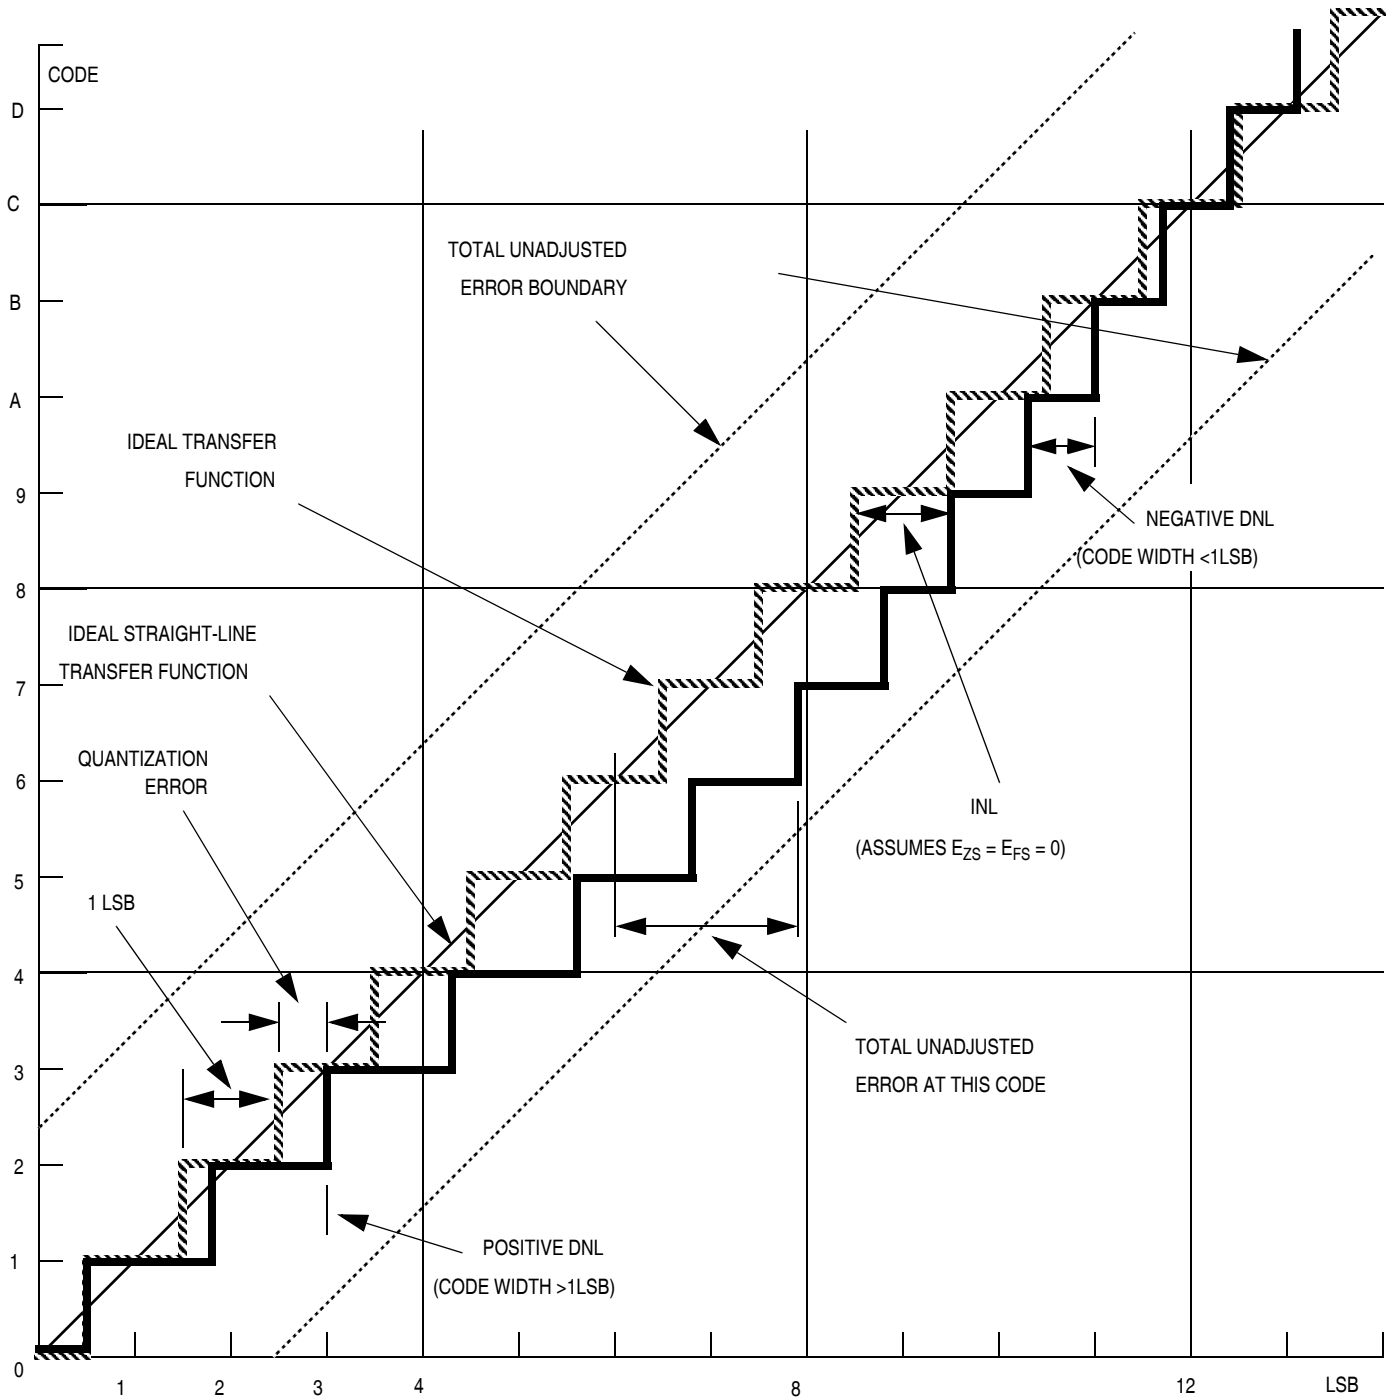 CODE
D
C
TOTAL UNADJUSTED
ERROR BOUNDARY
B
A
IDEAL TRANSFER
FUNCTION
9
NEGATIVE DNL
(CODE WIDTH <1LSB)
8
IDEAL STRAIGHT-LINE
TRANSFER FUNCTION
7
QUANTIZATION
ERROR
6
INL
(ASSUMES EZS = EFS = 0)
5
1 LSB
4
TOTAL UNADJUSTED
ERROR AT THIS CODE
3
2
POSITIVE DNL
(CODE WIDTH >1LSB)
1
0
1 2 3 4 8 12 LSB